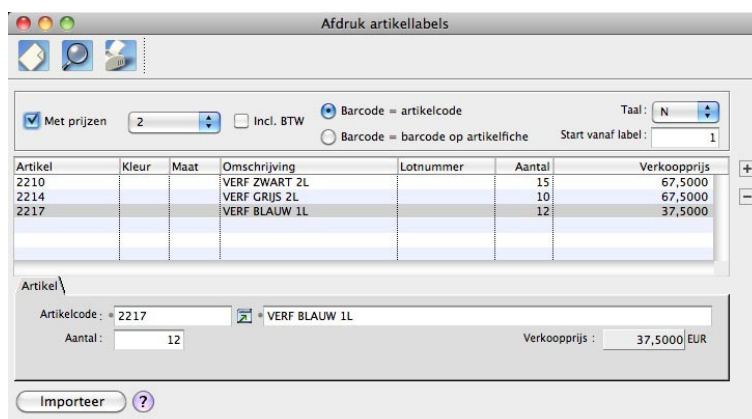 Afdruk artikellabels
Met prijzen 2 Incl. BTW Barcode = artikelcode Taal: N
Barcode = barcode op artikelfiche Start vanaf label: 1
Artikel Kleur Maat Omschrijving Lotnummer Aantal Verkoopprijs
2210 VERF ZWART 2L 15 67,5000
2214 VERF GRIJS 2L 10 67,5000
2217 VERF BLAUW 1L 12 37,5000
Artikel
Artikelcode: 2217 VERF BLAUW 1L
Aantal: 12 Verkoopprijs : 37,5000 EUR
Importeer ?